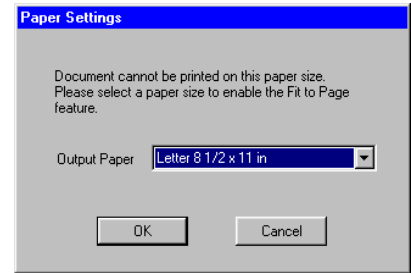 Paper Settings
Document cannot be printed on this paper size.
Please select a paper size to enable the Fit to Page
feature.
Output Paper Letter 8 1/2 x 11 in
OK Cancel